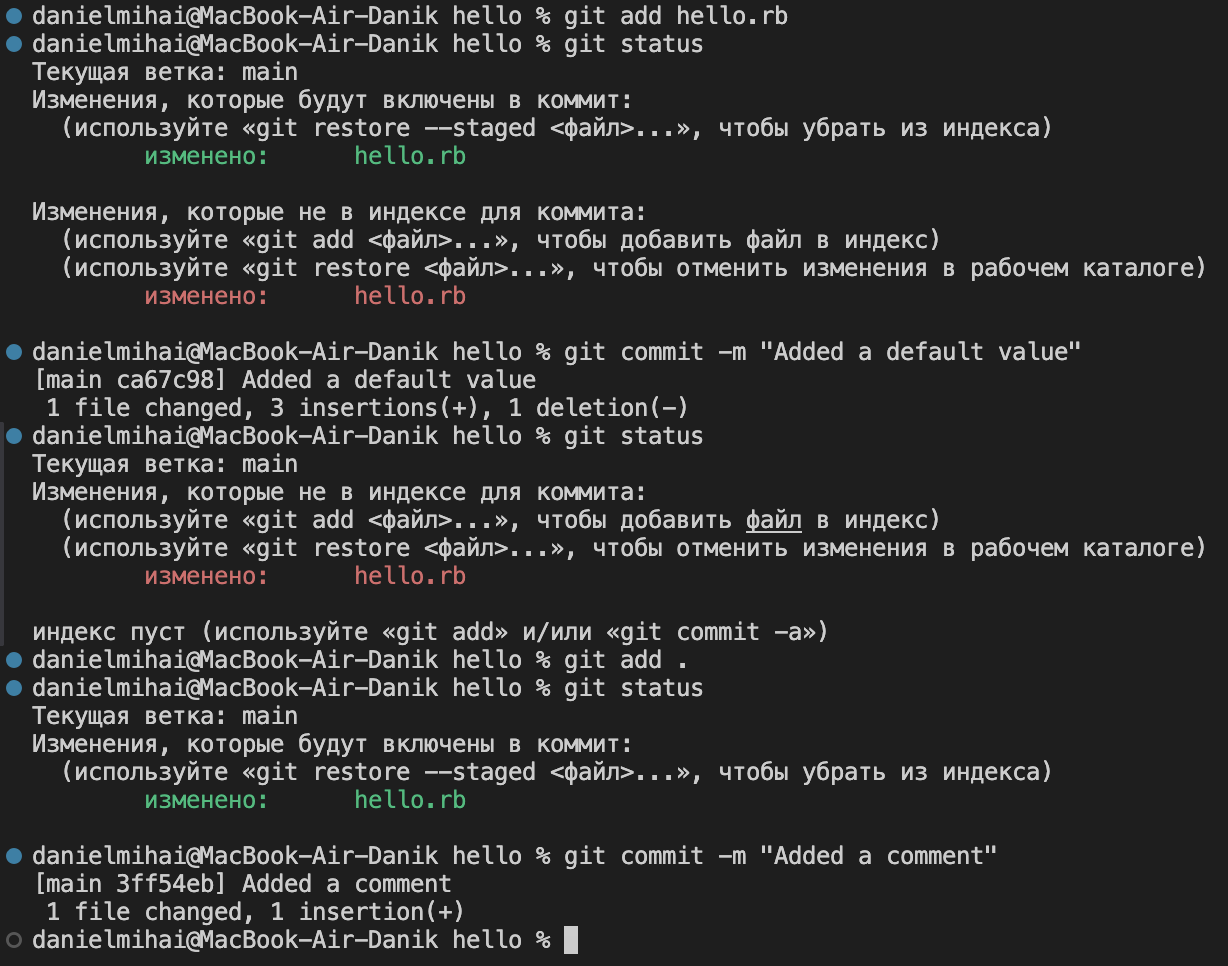 danielmihai@MacBook-Air-Danik hello % git add hello.rb
danielmihai@MacBook-Air-Danik hello % git status
Текущая ветка: main
Изменения, которые будут включены в коммит:
  (используйте «git restore --staged <файл>...», чтобы убрать из индекса)
        изменено:      hello.rb

Изменения, которые не в индексе для коммита:
  (используйте «git add <файл>...», чтобы добавить файл в индекс)
  (используйте «git restore <файл>...», чтобы отменить изменения в рабочем каталоге)
        изменено:      hello.rb

danielmihai@MacBook-Air-Danik hello % git commit -m "Added a default value"
[main ca67c98] Added a default value
 1 file changed, 3 insertions(+), 1 deletion(-)
danielmihai@MacBook-Air-Danik hello % git status
Текущая ветка: main
Изменения, которые не в индексе для коммита:
  (используйте «git add <файл>...», чтобы добавить файл в индекс)
  (используйте «git restore <файл>...», чтобы отменить изменения в рабочем каталоге)
        изменено:      hello.rb

индекс пуст (используйте «git add» и/или «git commit -a»)
danielmihai@MacBook-Air-Danik hello % git add .
danielmihai@MacBook-Air-Danik hello % git status
Текущая ветка: main
Изменения, которые будут включены в коммит:
  (используйте «git restore --staged <файл>...», чтобы убрать из индекса)
        изменено:      hello.rb

danielmihai@MacBook-Air-Danik hello % git commit -m "Added a comment"
[main 3ff54eb] Added a comment
 1 file changed, 1 insertion(+)
danielmihai@MacBook-Air-Danik hello %